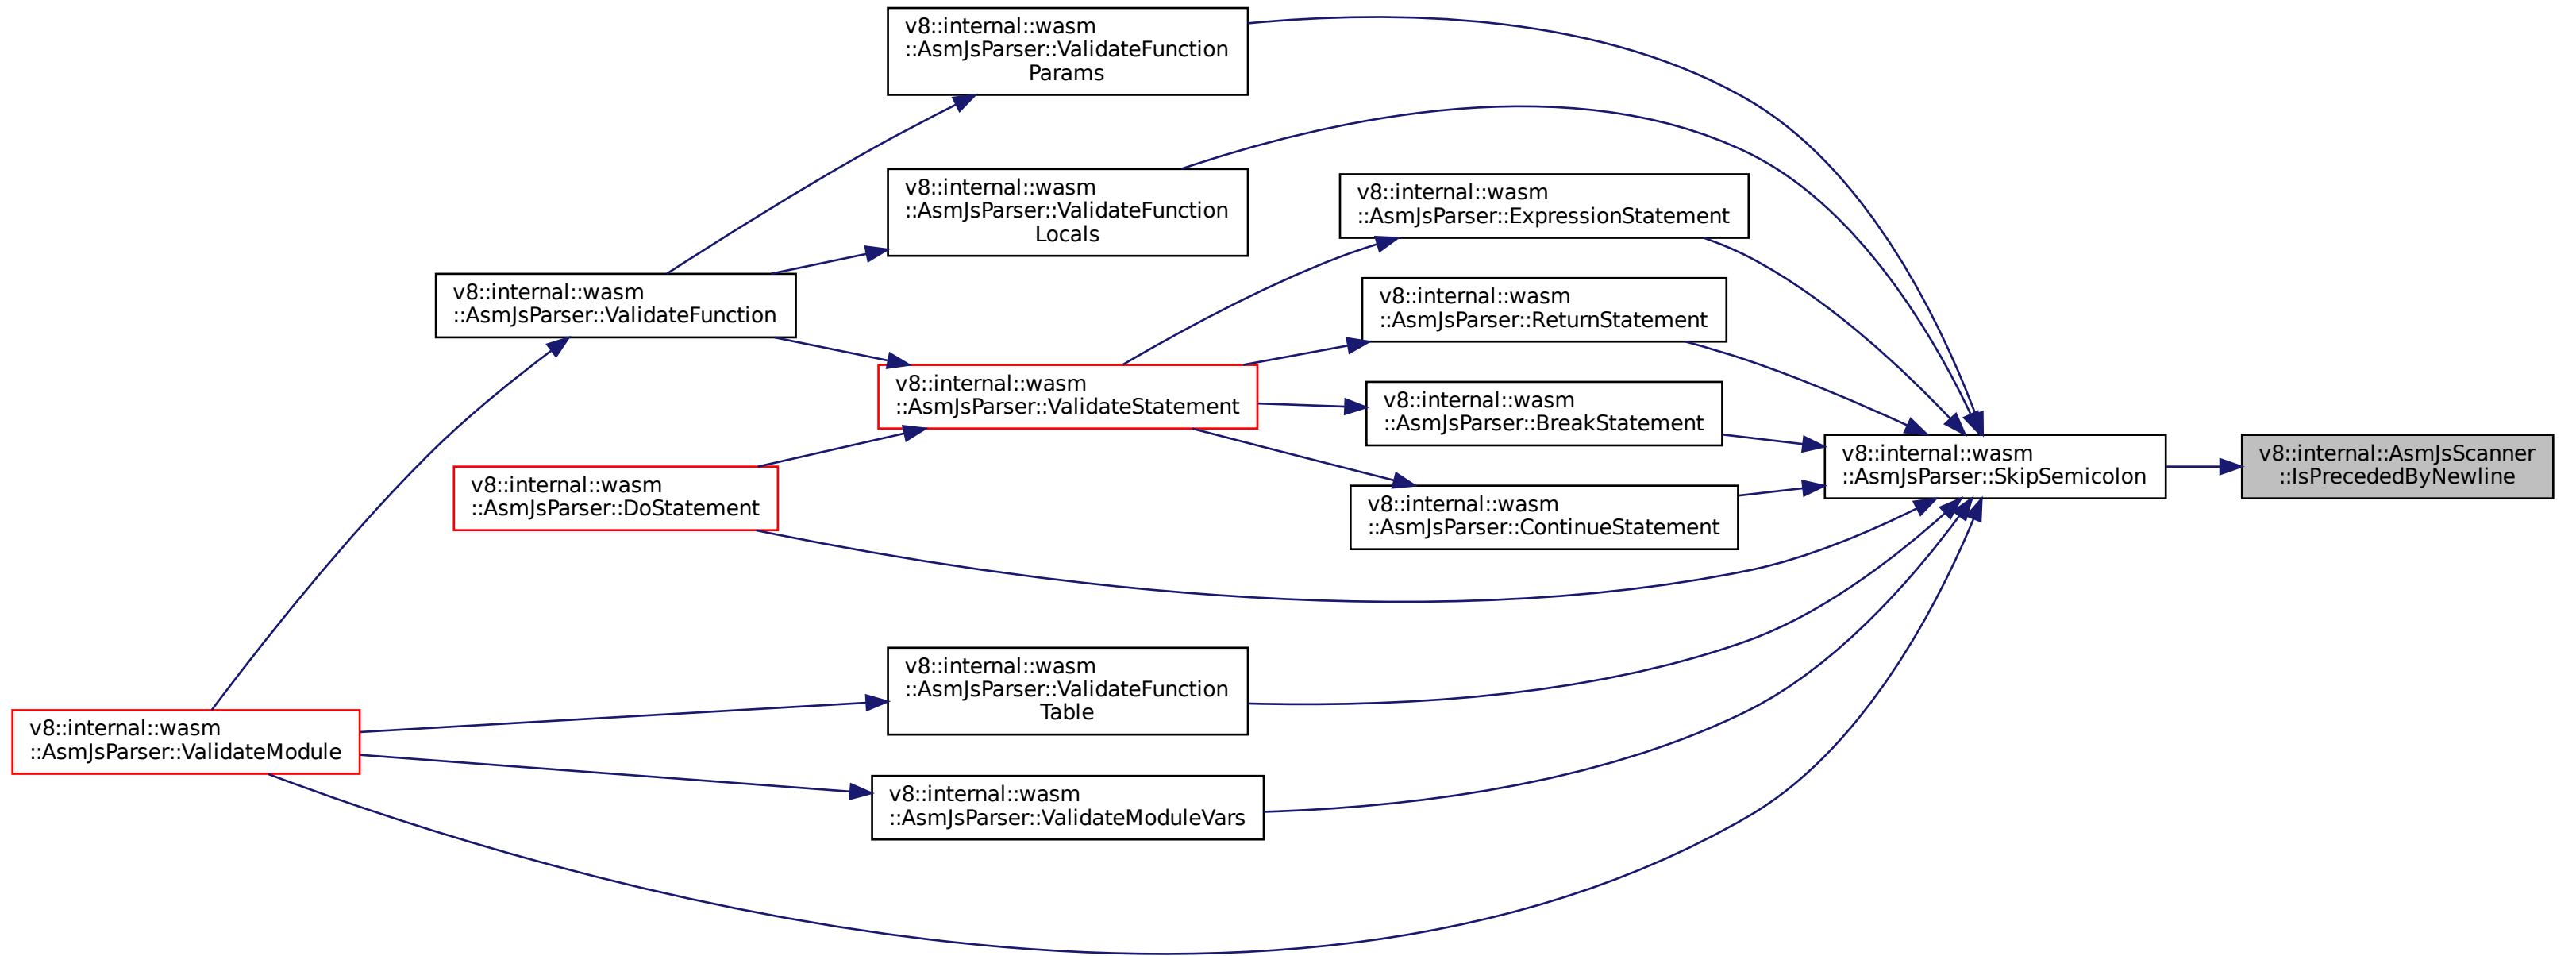 v8::internal::wasm
::AsmJsParser::ValidateFunction
Params
v8::internal::wasm
::AsmJsParser::ValidateFunction
Locals
v8::internal::wasm
::AsmJsParser::ExpressionStatement
v8::internal::wasm
::AsmJsParser::ValidateFunction
v8::internal::wasm
::AsmJsParser::ReturnStatement
v8::internal::wasm
::AsmJsParser::ValidateStatement
v8::internal::wasm
::AsmJsParser::BreakStatement
v8::internal::wasm
::AsmJsParser::SkipSemicolon
v8::internal::AsmJsScanner
::IsPrecededByNewline
v8::internal::wasm
::AsmJsParser::DoStatement
v8::internal::wasm
::AsmJsParser::ContinueStatement
v8::internal::wasm
::AsmJsParser::ValidateFunction
Table
v8::internal::wasm
::AsmJsParser::ValidateModule
v8::internal::wasm
::AsmJsParser::ValidateModuleVars